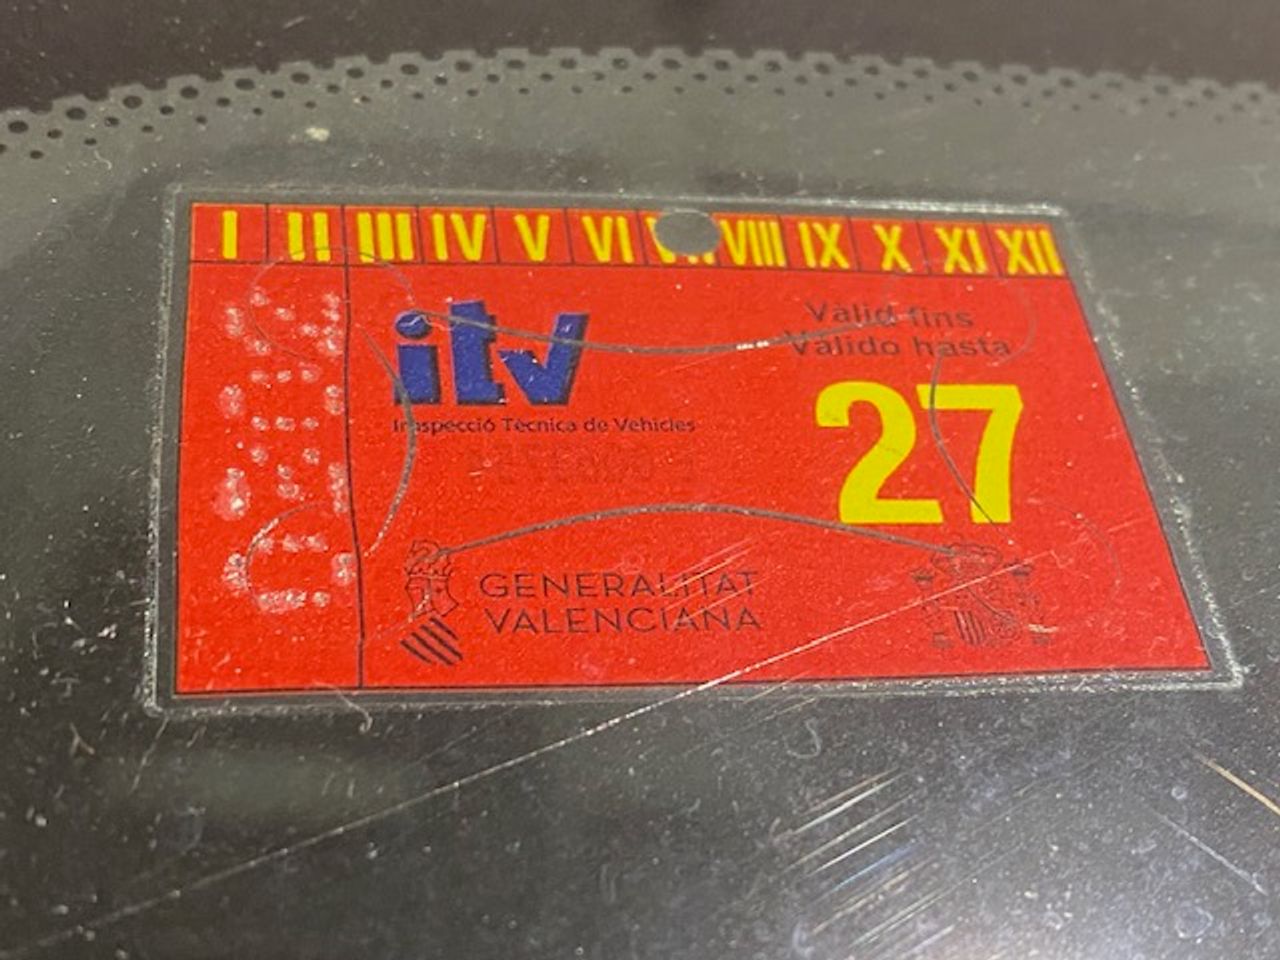 I II III IV V VI VII VIII IX X XI XII
itv
Inspecció Tècnica de Vehicles
Vàlid fins
Válido hasta
27
GENERALITAT
VALENCIANA